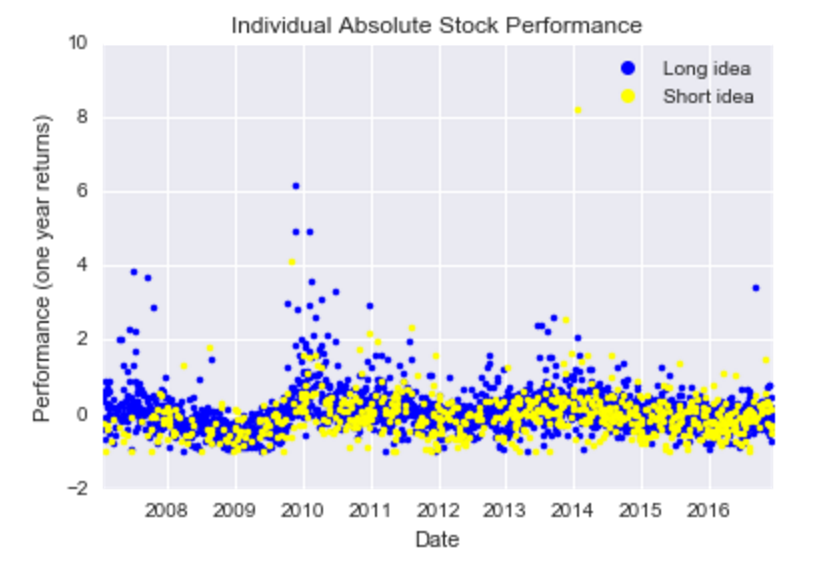 Individual Absolute Stock Performance
10
8
6
4
2
0
−2
Performance (one year returns)
Long idea
Short idea
2008 2009 2010 2011 2012 2013 2014 2015 2016
Date